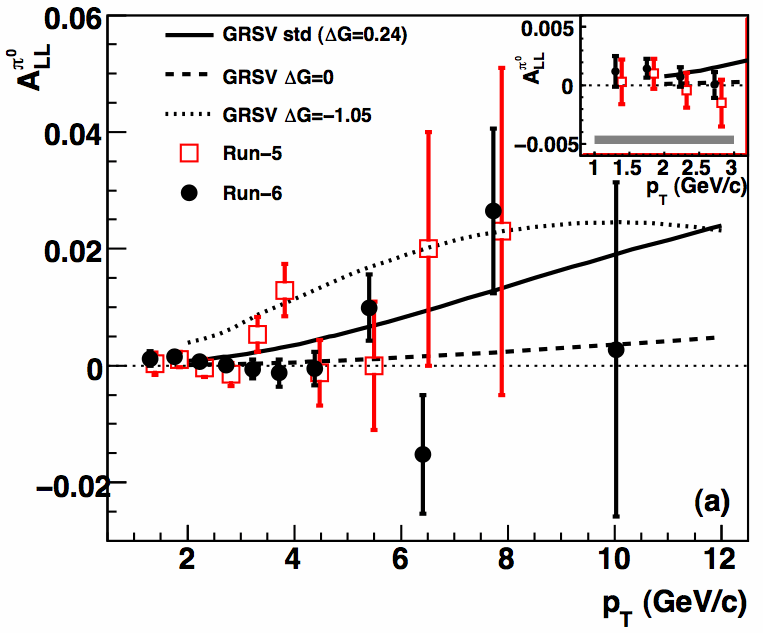 A_LL^π⁰
0.06
0.04
0.02
0
−0.02
GRSV std (ΔG=0.24)
GRSV ΔG=0
GRSV ΔG=−1.05
Run−5
Run−6
A_LL^π⁰
0.005
0
−0.005
1 1.5 2 2.5 3
p_T (GeV/c)
(a)
2 4 6 8 10 12
p_T (GeV/c)